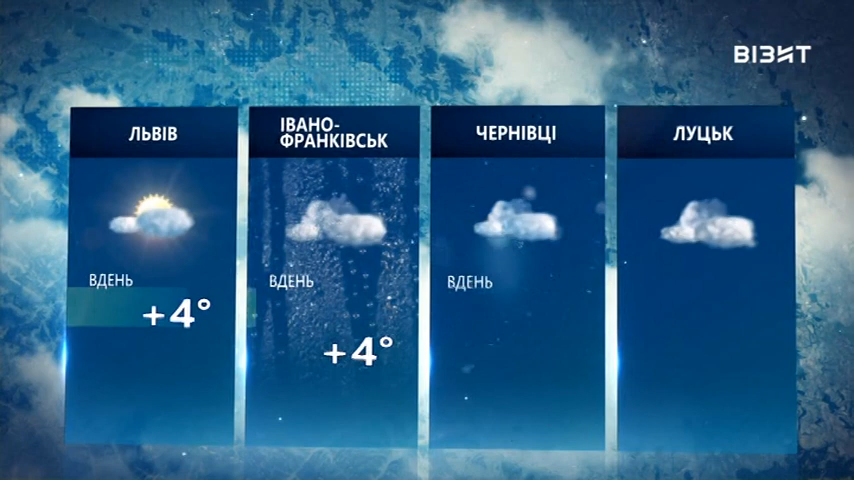 ВІЗИТ
ЛЬВІВ
ІВАНО-
ФРАНКІВСЬК
ЧЕРНІВЦІ
ЛУЦЬК
ВДЕНЬ
ВДЕНЬ
ВДЕНЬ
+4°
+4°